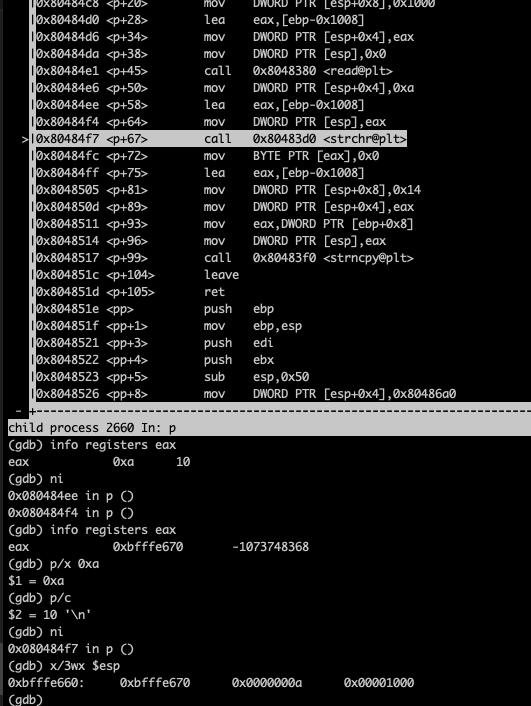 0x80484c8 <p+20> mov DWORD PTR [esp+0x8],0x1000
0x80484d0 <p+28> lea eax,[ebp-0x1008]
0x80484d6 <p+34> mov DWORD PTR [esp+0x4],eax
0x80484da <p+38> mov DWORD PTR [esp],0x0
0x80484e1 <p+45> call 0x8048380 <read@plt>
0x80484e6 <p+50> mov DWORD PTR [esp+0x4],0xa
0x80484ee <p+58> lea eax,[ebp-0x1008]
0x80484f4 <p+64> mov DWORD PTR [esp],eax
>0x80484f7 <p+67> call 0x80483d0 <strchr@plt>
0x80484fc <p+72> mov BYTE PTR [eax],0x0
0x80484ff <p+75> lea eax,[ebp-0x1008]
0x8048505 <p+81> mov DWORD PTR [esp+0x8],0x14
0x804850d <p+89> mov DWORD PTR [esp+0x4],eax
0x8048511 <p+93> mov eax,DWORD PTR [ebp+0x8]
0x8048514 <p+96> mov DWORD PTR [esp],eax
0x8048517 <p+99> call 0x80483f0 <strncpy@plt>
0x804851c <p+104> leave
0x804851d <p+105> ret
0x804851e <pp> push ebp
0x804851f <pp+1> mov ebp,esp
0x8048521 <pp+3> push edi
0x8048522 <pp+4> push ebx
0x8048523 <pp+5> sub esp,0x50
0x8048526 <pp+8> mov DWORD PTR [esp+0x4],0x80486a0
child process 2660 In: p
(gdb) info registers eax
eax 0xa 10
(gdb) ni
0x080484ee in p ()
0x080484f4 in p ()
(gdb) info registers eax
eax 0xbfffe670 -1073748368
(gdb) p/x 0xa
$1 = 0xa
(gdb) p/c
$2 = 10 '\n'
(gdb) ni
0x080484f7 in p ()
(gdb) x/3wx $esp
0xbfffe660: 0xbfffe670 0x0000000a 0x00001000
(gdb)